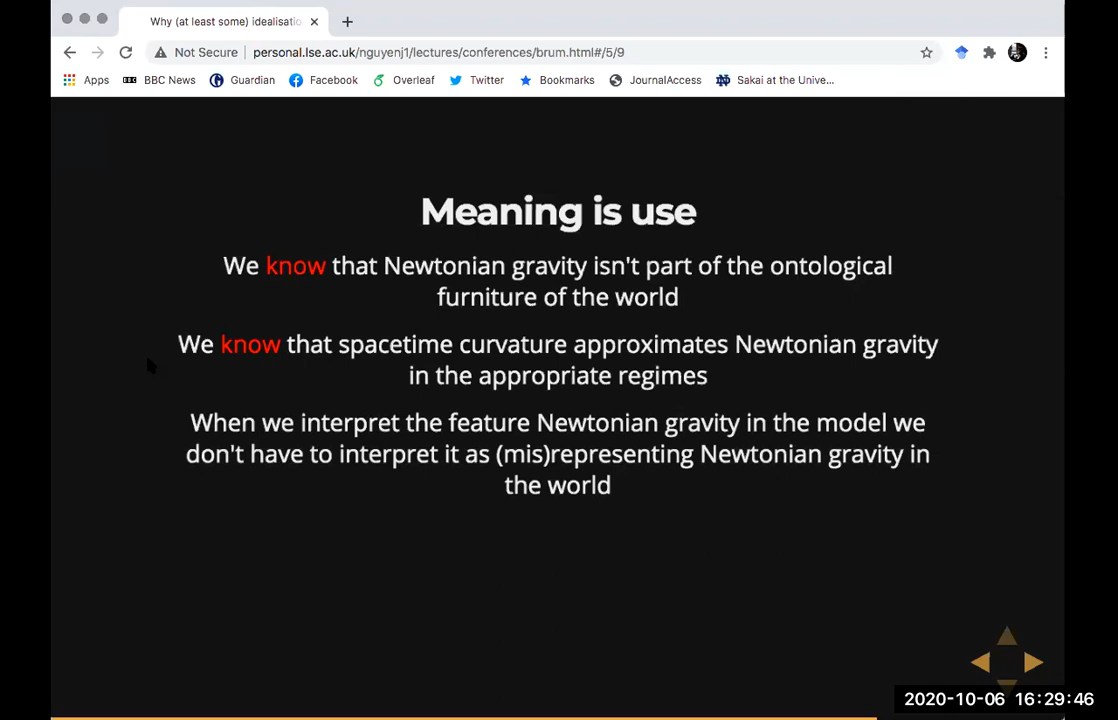 Why (at least some) idealisatio
Not Secure personal.lse.ac.uk/nguyenj1/lectures/conferences/brum.html#/5/9
Apps BBC News Guardian Facebook Overleaf Twitter Bookmarks JournalAccess Sakai at the Unive...
Meaning is use
We know that Newtonian gravity isn't part of the ontological
furniture of the world
We know that spacetime curvature approximates Newtonian gravity
in the appropriate regimes
When we interpret the feature Newtonian gravity in the model we
don't have to interpret it as (mis)representing Newtonian gravity in
the world
2020-10-06 16:29:46